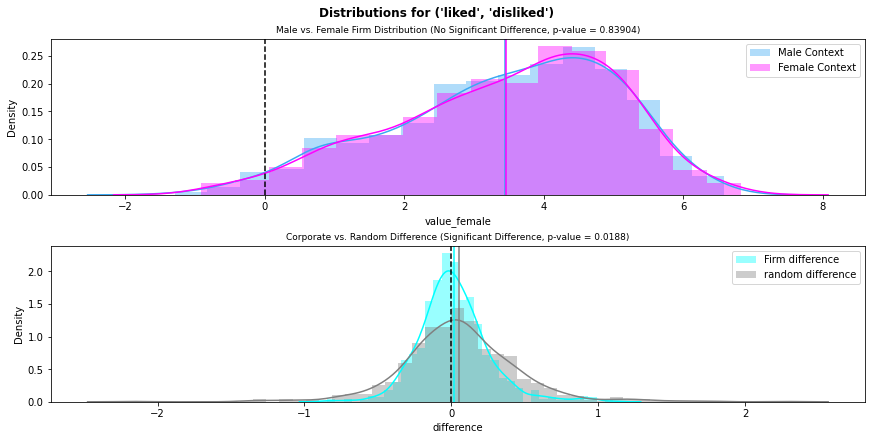 Distributions for ('liked', 'disliked')
Male vs. Female Firm Distribution (No Significant Difference, p-value = 0.83904)
Male Context
Female Context
Density
0.25
0.20
0.15
0.10
0.05
0.00
−2 0 2 4 6 8
value_female
Corporate vs. Random Difference (Significant Difference, p-value = 0.0188)
Firm difference
random difference
Density
2.0
1.5
1.0
0.5
0.0
−2 −1 0 1 2
difference